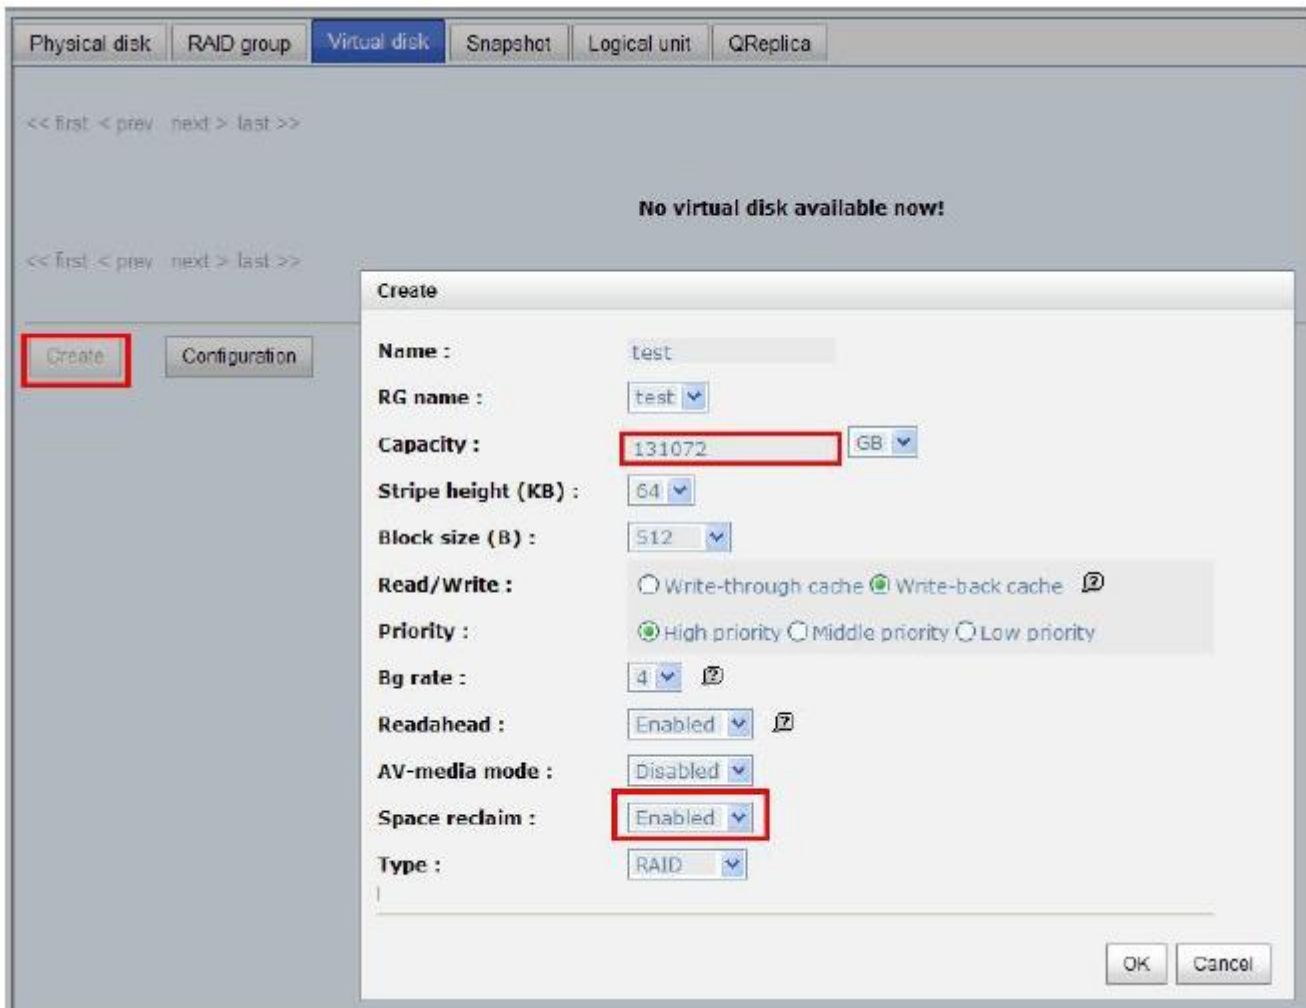 Physical disk RAID group Virtual disk Snapshot Logical unit QReplica
<< first < prev next > last >>
No virtual disk available now!
<< first < prev next > last >>
Create
Create Configuration
Name : test
RG name : test
Capacity : 131072 GB
Stripe height (KB) : 64
Block size (B) : 512
Read/Write : Write-through cache Write-back cache ?
Priority : High priority Middle priority Low priority
Bg rate : 4 ?
Readahead : Enabled ?
AV-media mode : Disabled
Space reclaim : Enabled
Type : RAID
OK Cancel